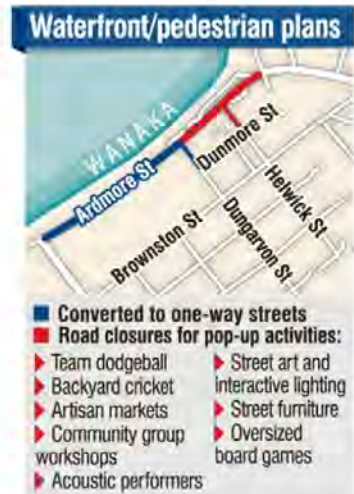 Waterfront/pedestrian plans
WANAKA
Ardmore St
Dunmore St
Helwick St
Brownston St
Dungarvon St
Converted to one-way streets
Road closures for pop-up activities:
Team dodgeball
Backyard cricket
Artisan markets
Community group
workshops
Acoustic performers
Street art and
interactive lighting
Street furniture
Oversized
board games